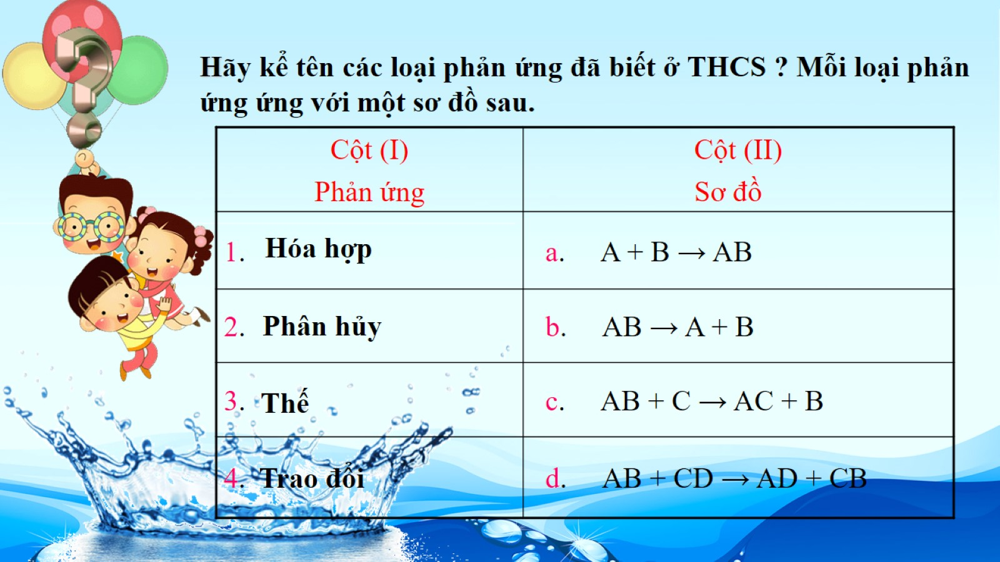 Hãy kể tên các loại phản ứng đã biết ở THCS ? Mỗi loại phản
ứng ứng với một sơ đồ sau.
Cột (I)
Phản ứng
Cột (II)
Sơ đồ
1. Hóa hợp
a. A + B → AB
2. Phân hủy
b. AB → A + B
3. Thế
c. AB + C → AC + B
4. Trao đổi
d. AB + CD → AD + CB